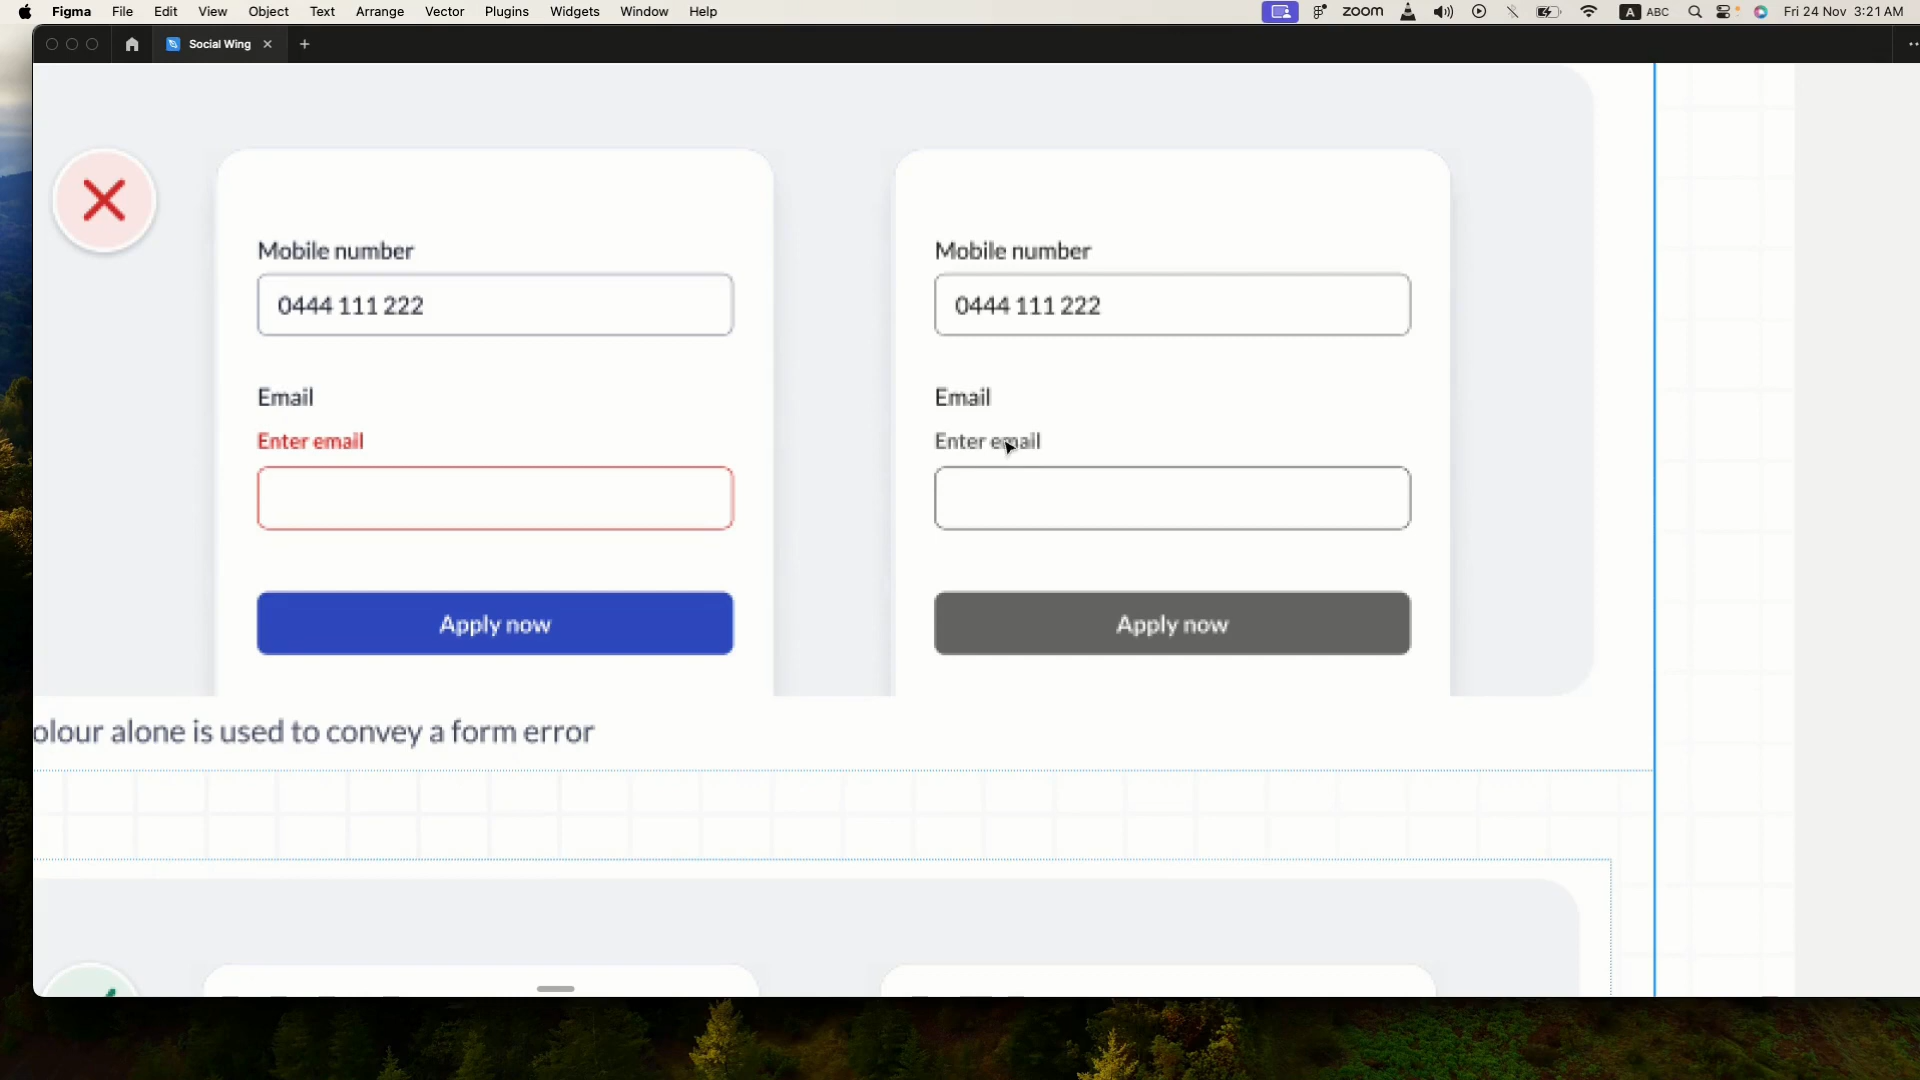 Figma File Edit View Object Text Arrange Vector Plugins Widgets Window Help zoom A ABC Fri 24 Nov 3:21 AM
Social Wing
Mobile number
0444 111 222
Email
Enter email
Apply now
Mobile number
0444 111 222
Email
Enter email
Apply now
olour alone is used to convey a form error